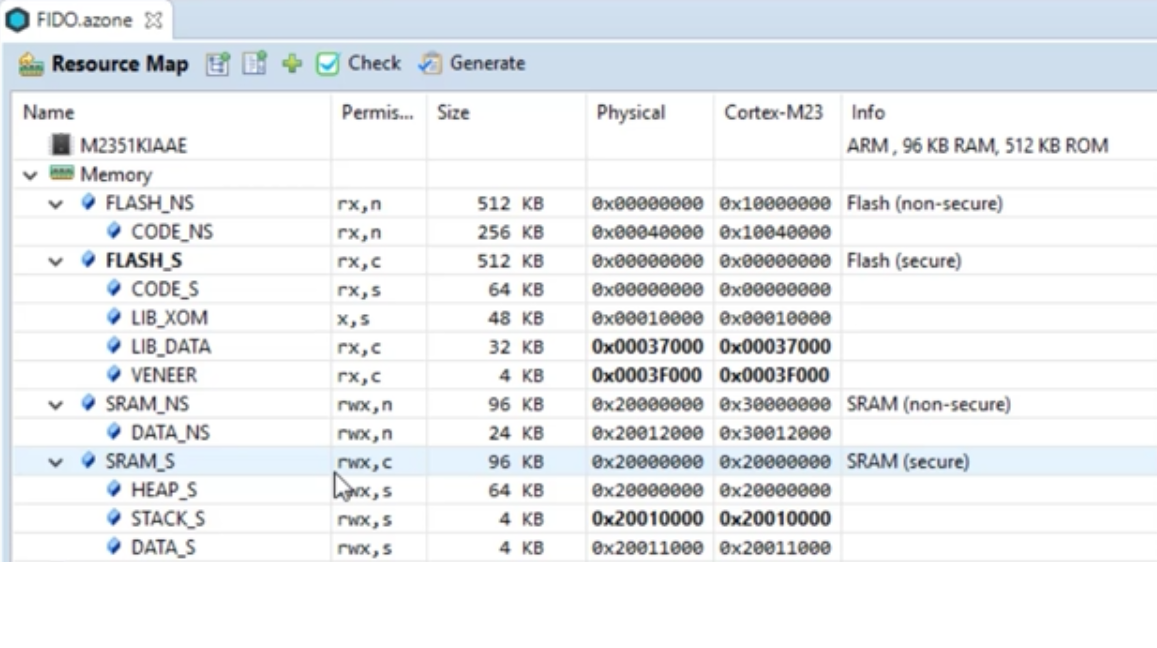 FIDO.azone
Resource Map Check Generate
Name Permis... Size Physical Cortex-M23 Info
M2351KIAAE ARM , 96 KB RAM, 512 KB ROM
Memory
FLASH_NS rx,n 512 KB 0x00000000 0x10000000 Flash (non-secure)
CODE_NS rx,n 256 KB 0x00040000 0x10040000
FLASH_S rx,c 512 KB 0x00000000 0x00000000 Flash (secure)
CODE_S rx,s 64 KB 0x00000000 0x00000000
LIB_XOM x,s 48 KB 0x00010000 0x00010000
LIB_DATA rx,c 32 KB 0x00037000 0x00037000
VENEER rx,c 4 KB 0x0003F000 0x0003F000
SRAM_NS rwx,n 96 KB 0x20000000 0x30000000 SRAM (non-secure)
DATA_NS rwx,n 24 KB 0x20012000 0x30012000
SRAM_S rwx,c 96 KB 0x20000000 0x20000000 SRAM (secure)
HEAP_S rwx,s 64 KB 0x20000000 0x20000000
STACK_S rwx,s 4 KB 0x20010000 0x20010000
DATA_S rwx,s 4 KB 0x20011000 0x20011000